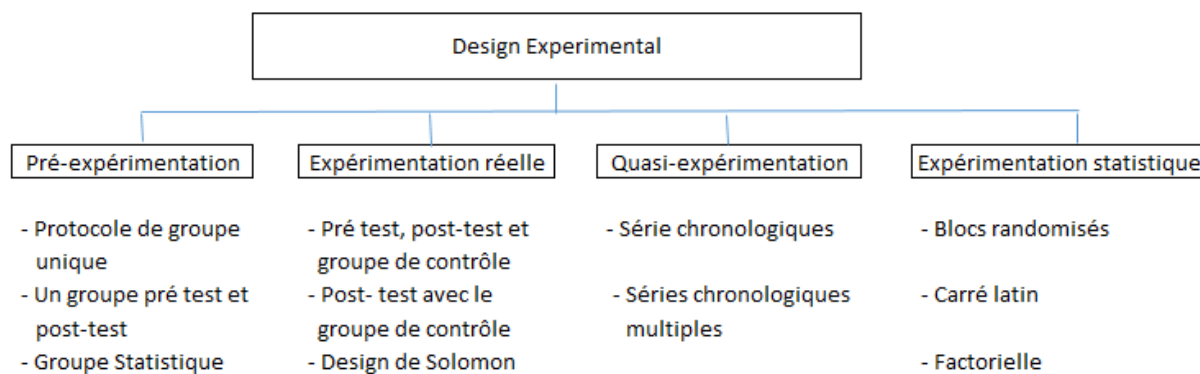 Design Experimental
Pré-expérimentation
Expérimentation réelle
Quasi-expérimentation
Expérimentation statistique
- Protocole de groupe
unique
- Un groupe pré test et
post-test
- Groupe Statistique
- Pré test, post-test et
groupe de contrôle
- Post- test avec le
groupe de contrôle
- Design de Solomon
- Série chronologiques
- Séries chronologiques
multiples
- Blocs randomisés
- Carré latin
- Factorielle